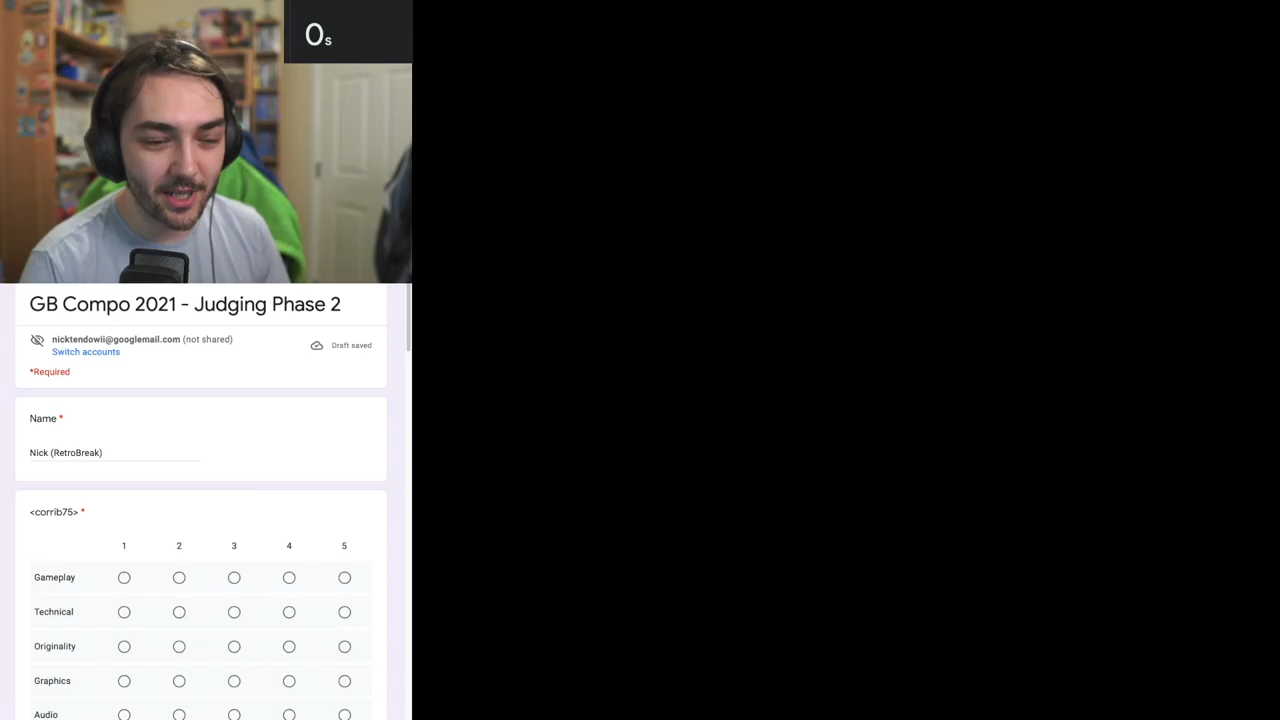 0s
GB Compo 2021 - Judging Phase 2
nicktendowii@googlemail.com (not shared)
Switch accounts
Draft saved
*Required
Name *
Nick (RetroBreak)
<corrib75> *
1 2 3 4 5
Gameplay
Technical
Originality
Graphics
Audio